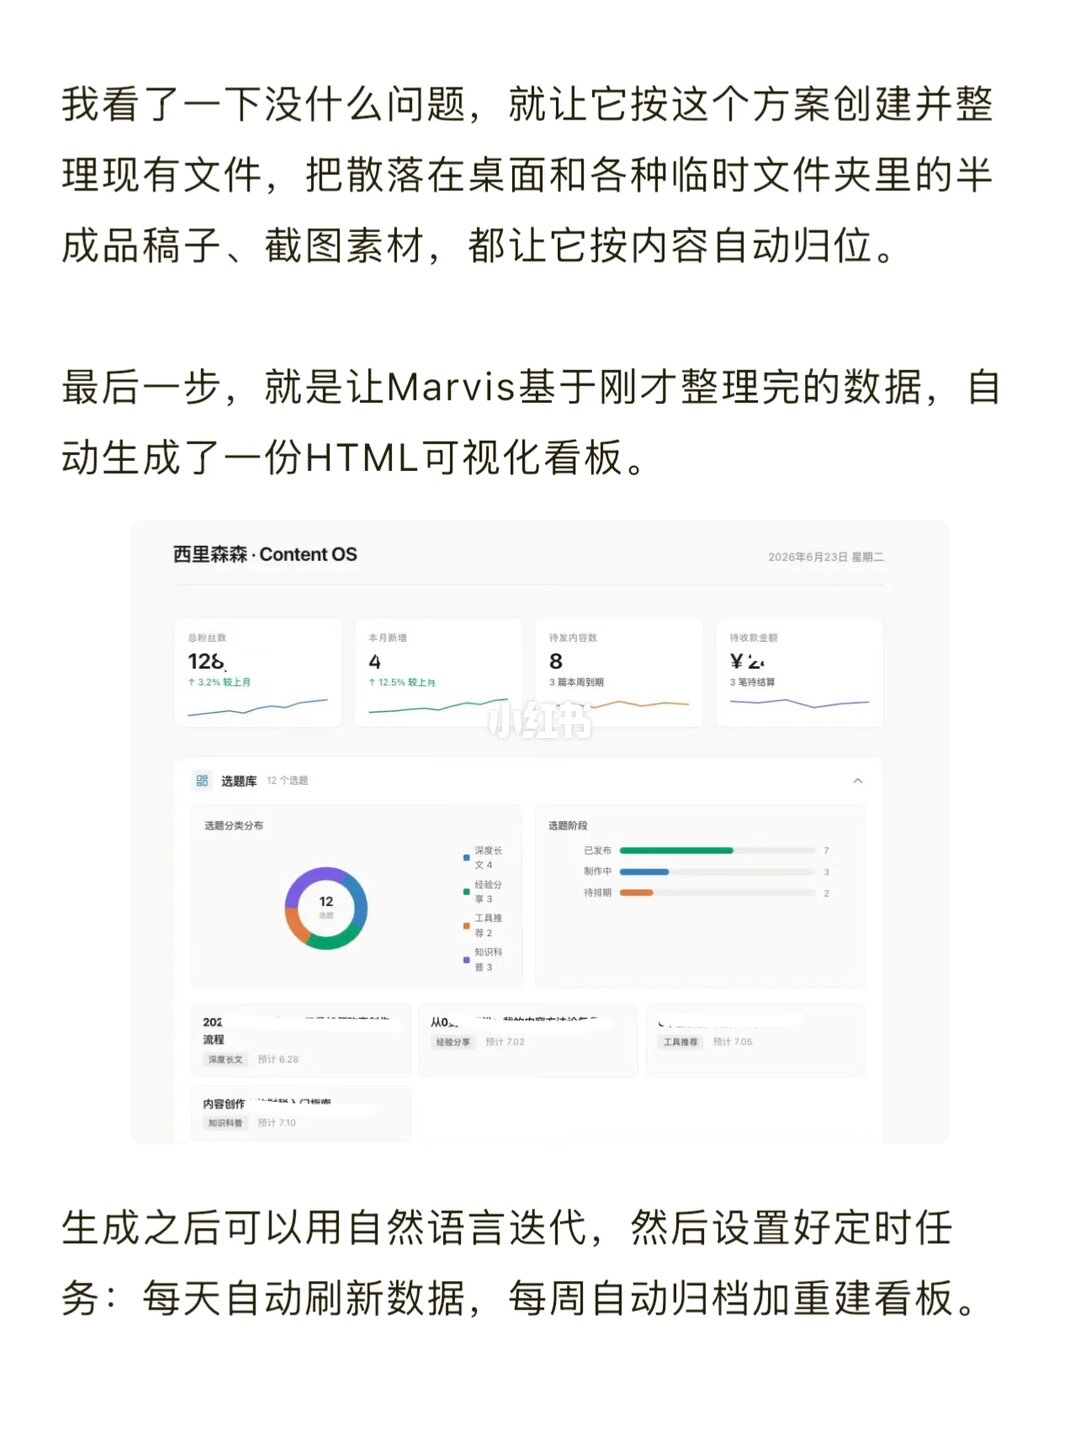 我看了一下没什么问题，就让它按这个方案创建并整
理现有文件，把散落在桌面和各种临时文件夹里的半
成品稿子、截图素材，都让它按内容自动归位。
最后一步，就是让Marvis基于刚才整理完的数据，自
动生成了一份HTML可视化看板。
西里森森 · Content OS
2026年6月23日 星期二
总粉丝数
128
↑ 3.2% 较上月
本月新增
4
↑ 12.5% 较上月
待发内容数
8
3 篇本周到期
待收款金额
¥
3 笔待结算
小红书
选题库 12 个选题
选题分类分布
12
选题
深度长
文 4
经验分
享 3
工具推
荐 2
知识科
普 3
选题阶段
已发布 7
制作中 3
待排期 2
202
流程
深度长文 预计 6.28
从0
经验分享 预计 7.02
工具推荐 预计 7.05
内容创作
知识科普 预计 7.10
生成之后可以用自然语言迭代，然后设置好定时任
务：每天自动刷新数据，每周自动归档加重建看板。